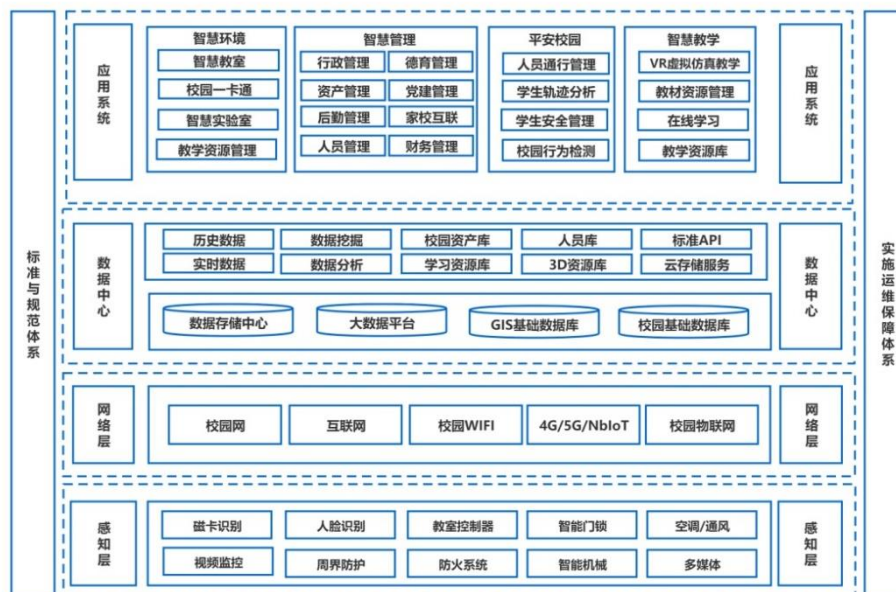 标准与规范体系
应用系统
智慧环境
智慧教室
校园一卡通
智慧实验室
教学资源管理
智慧管理
行政管理
德育管理
资产管理
党建管理
后勤管理
家校互联
人员管理
财务管理
平安校园
人员通行管理
学生轨迹分析
学生安全管理
校园行为检测
智慧教学
VR虚拟仿真教学
教材资源管理
在线学习
教学资源库
应用系统
数据中心
历史数据
数据挖掘
校园资产库
人员库
标准API
实时数据
数据分析
学习资源库
3D资源库
云存储服务
数据存储中心
大数据平台
GIS基础数据库
校园基础数据库
数据中心
网络层
校园网
互联网
校园WIFI
4G/5G/NbIoT
校园物联网
网络层
感知层
磁卡识别
人脸识别
教室控制器
智能门锁
空调/通风
视频监控
周界防护
防火系统
智能机械
多媒体
感知层
实施运维保障体系